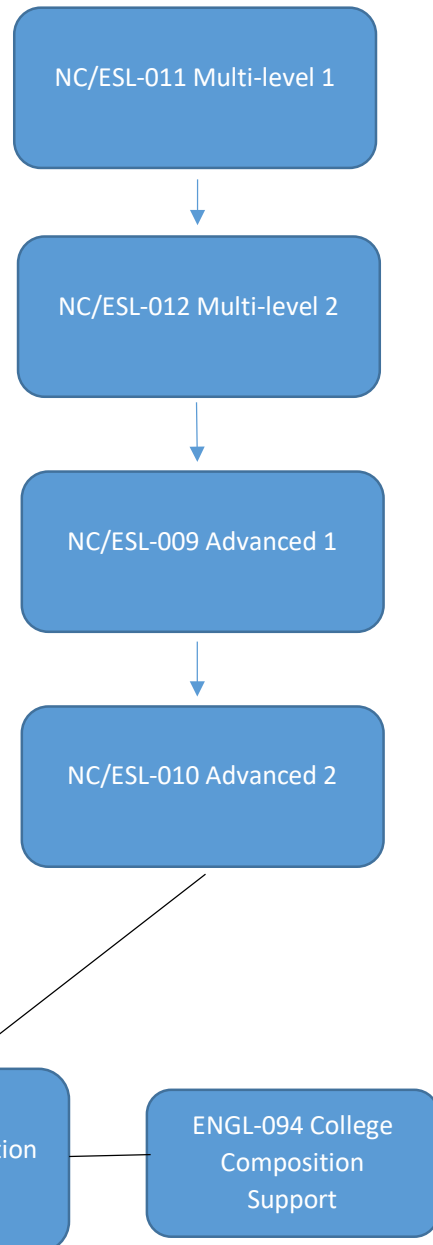 NC/ESL-011 Multi-level 1
NC/ESL-012 Multi-level 2
NC/ESL-009 Advanced 1
NC/ESL-010 Advanced 2
ENGL-094 College
Composition
Support